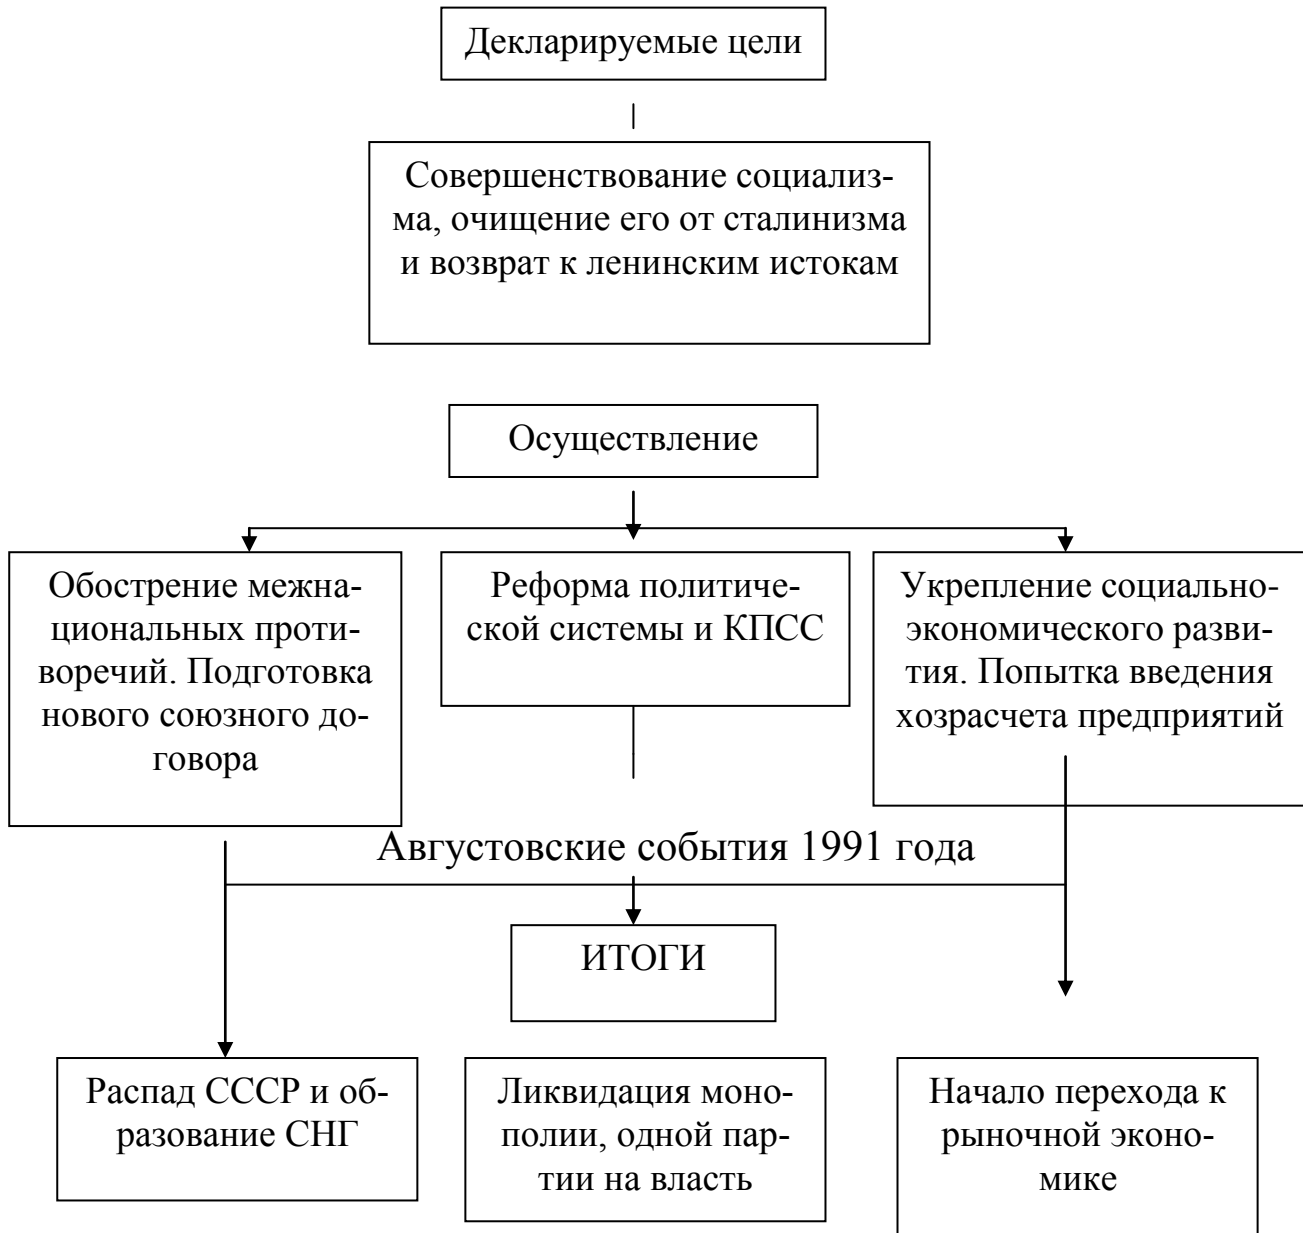 Декларируемые цели
Совершенствование социализ-
ма, очищение его от сталинизма
и возврат к ленинским истокам
Осуществление
Обострение межна-
циональных проти-
воречий. Подготовка
нового союзного до-
говора
Реформа политиче-
ской системы и КПСС
Укрепление социально-
экономического разви-
тия. Попытка введения
хозрасчета предприятий
Августовские события 1991 года
ИТОГИ
Распад СССР и об-
разование СНГ
Ликвидация моно-
полии, одной пар-
тии на власть
Начало перехода к
рыночной эконо-
мике